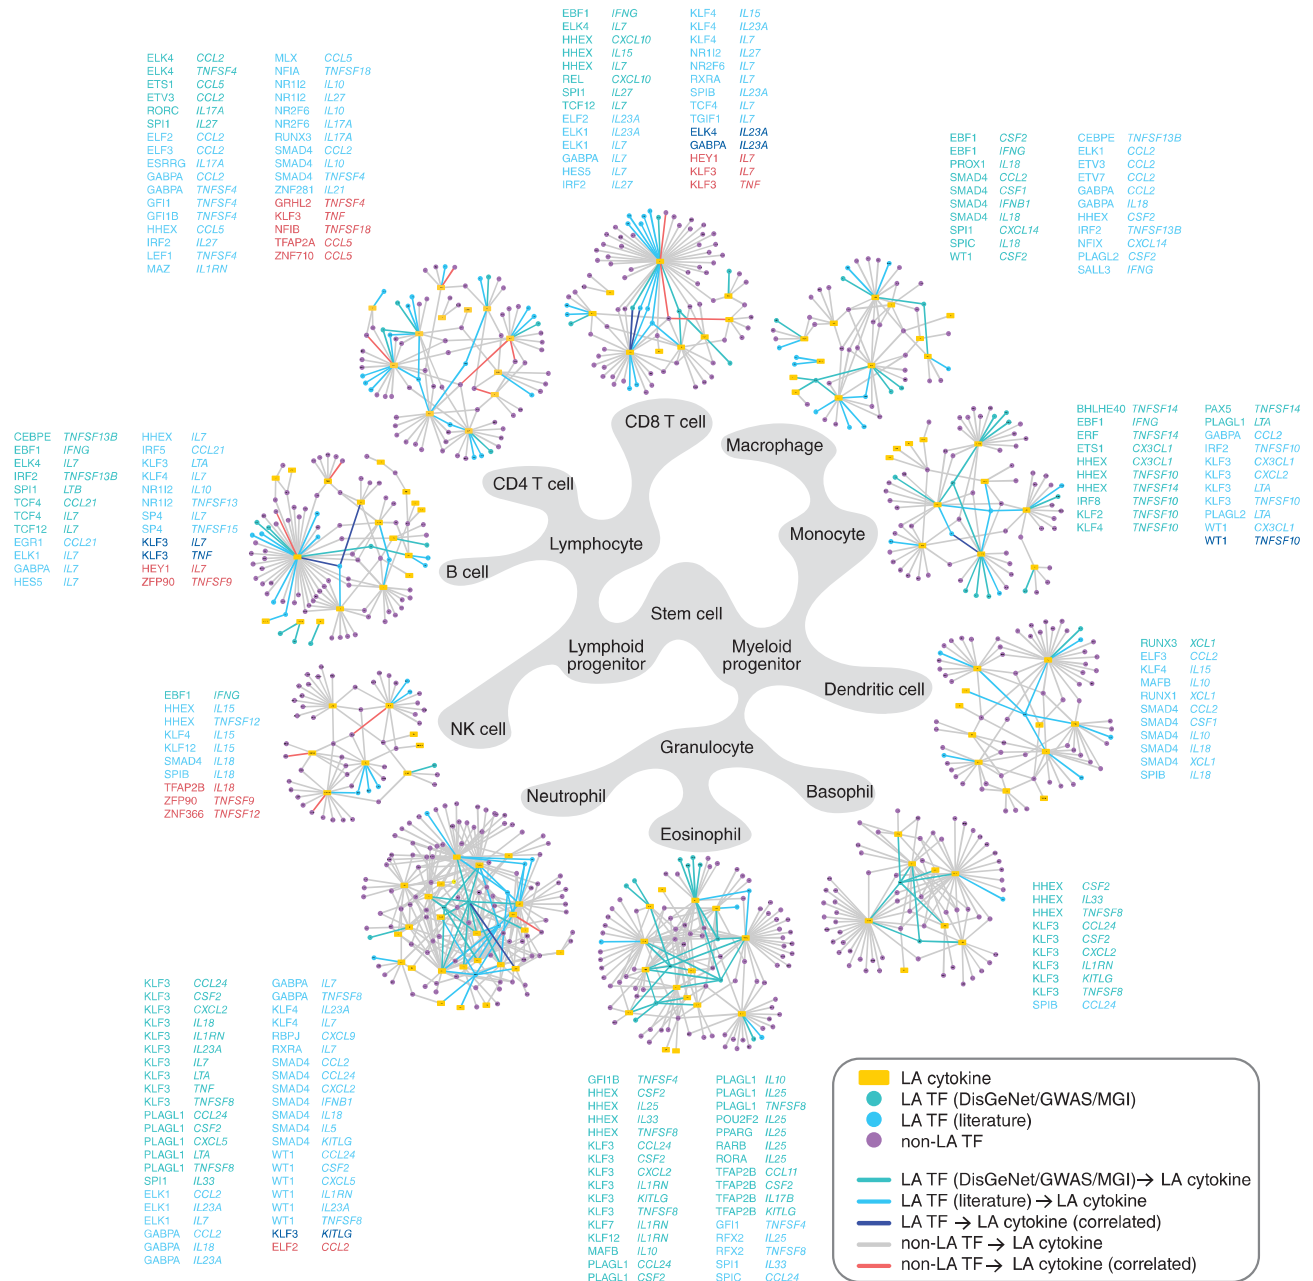 EBF1 IFNG KLF4 IL15
ELK4 IL7 KLF4 IL23A
HHEX CXCL10 KLF4 IL7
HHEX IL15 NR1I2 IL27
HHEX IL7 NR2F6 IL7
REL CXCL10 RXRA IL7
SPI1 IL27 SPIB IL23A
TCF12 IL7 TCF4 IL7
ELF2 IL23A TGIF1 IL7
ELK1 IL23A ELK4 IL23A
ELK1 IL7 GABPA IL23A
GABPA IL7 HEY1 IL7
HES5 IL7 KLF3 IL7
IRF2 IL27 KLF3 TNF
ELK4 CCL2 MLX CCL5
ELK4 TNFSF4 NFIA TNFSF18
ETS1 CCL5 NR1I2 IL10
ETV3 CCL2 NR1I2 IL27
RORC IL17A NR2F6 IL10
SPI1 IL27 NR2F6 IL17A
ELF2 CCL2 RUNX3 IL17A
ELF3 CCL2 SMAD4 CCL2
ESRRG IL17A SMAD4 IL10
GABPA CCL2 SMAD4 TNFSF4
GABPA TNFSF4 ZNF281 IL21
GFI1 TNFSF4 GRHL2 TNFSF4
GFI1B TNFSF4 KLF3 TNF
HHEX CCL5 NFIB TNFSF18
IRF2 IL27 TFAP2A CCL5
LEF1 TNFSF4 ZNF710 CCL5
MAZ IL1RN
EBF1 CSF2 CEBPE TNFSF13B
EBF1 IFNG ELK1 CCL2
PROX1 IL18 ETV3 CCL2
SMAD4 CCL2 ETV7 CCL2
SMAD4 CSF1 GABPA CCL2
SMAD4 IFNB1 GABPA IL18
SMAD4 IL18 HHEX CSF2
SPI1 CXCL14 IRF2 TNFSF13B
SPIC IL18 NFIX CXCL14
WT1 CSF2 PLAGL2 CSF2
SALL3 IFNG
CD8 T cell
Macrophage
CD4 T cell
Lymphocyte
Monocyte
B cell
Stem cell
Lymphoid
progenitor
Myeloid
progenitor
Dendritic cell
NK cell
Granulocyte
Neutrophil
Basophil
Eosinophil
CEBPE TNFSF13B HHEX IL7
EBF1 IFNG IRF5 CCL21
ELK4 IL7 KLF3 LTA
IRF2 TNFSF13B KLF4 IL7
SPI1 LTB NR1I2 IL10
TCF4 CCL21 NR1I2 TNFSF13
TCF4 IL7 SP4 IL7
TCF12 IL7 SP4 TNFSF15
EGR1 CCL21 KLF3 IL7
ELK1 IL7 KLF3 TNF
GABPA IL7 HEY1 IL7
HES5 IL7 ZFP90 TNFSF9
BHLHE40 TNFSF14 PAX5 TNFSF14
EBF1 IFNG PLAGL1 LTA
ERF TNFSF14 GABPA CCL2
ETS1 CX3CL1 IRF2 TNFSF10
HHEX CX3CL1 KLF3 CX3CL1
HHEX TNFSF10 KLF3 CXCL2
HHEX TNFSF14 KLF3 LTA
IRF8 TNFSF10 KLF3 TNFSF10
KLF2 TNFSF10 PLAGL2 LTA
KLF4 TNFSF10 WT1 CX3CL1
WT1 TNFSF10
RUNX3 XCL1
ELF3 CCL2
KLF4 IL15
MAFB IL10
RUNX1 XCL1
SMAD4 CCL2
SMAD4 CSF1
SMAD4 IL10
SMAD4 IL18
SMAD4 XCL1
SPIB IL18
EBF1 IFNG
HHEX IL15
HHEX TNFSF12
KLF4 IL15
KLF12 IL15
SMAD4 IL18
SPIB IL18
TFAP2B IL18
ZFP90 TNFSF9
ZNF366 TNFSF12
HHEX CSF2
HHEX IL33
HHEX TNFSF8
KLF3 CCL24
KLF3 CSF2
KLF3 CXCL2
KLF3 IL1RN
KLF3 KITLG
KLF3 TNFSF8
SPIB CCL24
KLF3 CCL24 GABPA IL7
KLF3 CSF2 GABPA TNFSF8
KLF3 CXCL2 KLF4 IL23A
KLF3 IL18 KLF4 IL7
KLF3 IL1RN RBPJ CXCL9
KLF3 IL23A RXRA IL7
KLF3 IL7 SMAD4 CCL2
KLF3 LTA SMAD4 CCL24
KLF3 TNF SMAD4 CXCL2
KLF3 TNFSF8 SMAD4 IFNB1
PLAGL1 CCL24 SMAD4 IL18
PLAGL1 CSF2 SMAD4 IL5
PLAGL1 CXCL5 SMAD4 KITLG
PLAGL1 LTA WT1 CCL24
PLAGL1 TNFSF8 WT1 CSF2
SPI1 IL33 WT1 CXCL5
ELK1 CCL2 WT1 IL1RN
ELK1 IL23A WT1 IL23A
ELK1 IL7 WT1 TNFSF8
GABPA CCL2 KLF3 KITLG
GABPA IL18 ELF2 CCL2
GABPA IL23A
GFI1B TNFSF4 PLAGL1 IL10
HHEX CSF2 PLAGL1 IL25
HHEX IL25 PLAGL1 TNFSF8
HHEX IL33 POU2F2 IL25
HHEX TNFSF8 PPARG IL25
KLF3 CCL24 RARB IL25
KLF3 CSF2 RORA IL25
KLF3 CXCL2 TFAP2B CCL11
KLF3 IL1RN TFAP2B CSF2
KLF3 KITLG TFAP2B IL17B
KLF3 TNFSF8 TFAP2B KITLG
KLF7 IL1RN GFI1 TNFSF4
KLF12 IL1RN RFX2 IL25
MAFB IL10 RFX2 TNFSF8
PLAGL1 CCL24 SPI1 IL33
PLAGL1 CSF2 SPIC CCL24
LA cytokine
LA TF (DisGeNet/GWAS/MGI)
LA TF (literature)
non-LA TF
LA TF (DisGeNet/GWAS/MGI) → LA cytokine
LA TF (literature) → LA cytokine
LA TF → LA cytokine (correlated)
non-LA TF → LA cytokine
non-LA TF → LA cytokine (correlated)